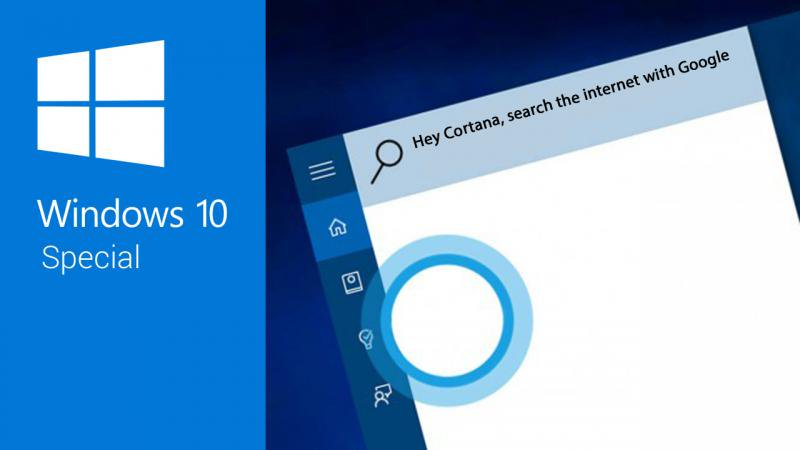 Windows 10
Special
Hey Cortana, search the internet with Google